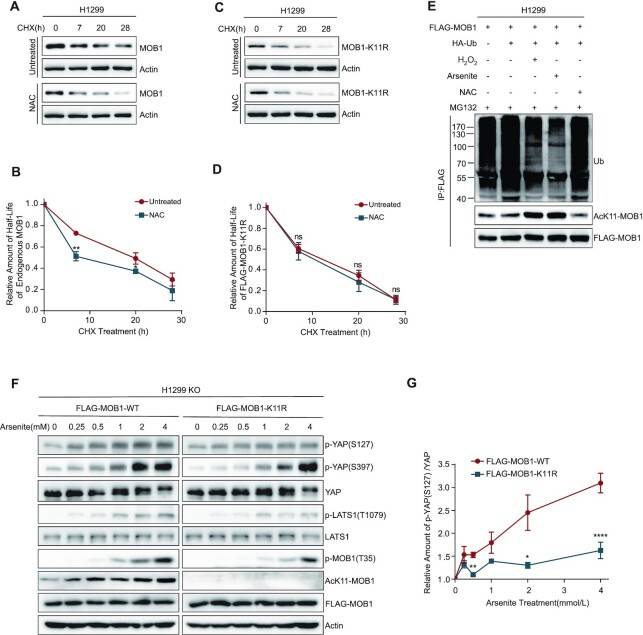 A
H1299
CHX(h) 0 7 20 28
Untreated
MOB1
Actin
NAC
MOB1
Actin
B
Relative Amount of Half-Life
of Endogenous MOB1
1.0
0.8
0.6
0.4
0.2
0
0 10 20 30
CHX Treatment (h)
Untreated
NAC
**
C
H1299
CHX(h) 0 7 20 28
Untreated
MOB1-K11R
Actin
NAC
MOB1-K11R
Actin
D
Relative Amount of Half-Life
of FLAG-MOB1-K11R
1.0
0.8
0.6
0.4
0.2
0
0 10 20 30
CHX Treatment (h)
Untreated
NAC
ns
ns
ns
E
H1299
FLAG-MOB1 + + + + +
HA-Ub - + + + +
H2O2 - - + - -
Arsenite - - - + -
NAC - - - - +
MG132 + + + + +
IP:FLAG
170
130
100
70
55
40
Ub
AcK11-MOB1
FLAG-MOB1
F
H1299 KO
FLAG-MOB1-WT FLAG-MOB1-K11R
Arsenite(mM) 0 0.25 0.5 1 2 4 0 0.25 0.5 1 2 4
p-YAP(S127)
p-YAP(S397)
YAP
p-LATS1(T1079)
LATS1
p-MOB1(T35)
AcK11-MOB1
FLAG-MOB1
Actin
G
FLAG-MOB1-WT
FLAG-MOB1-K11R
Relative Amount of p-YAP(S127) /YAP
3.5
3.0
2.5
2.0
1.5
1.0
0 1 2 3 4
Arsenite Treatment(mmol/L)
**
*
****